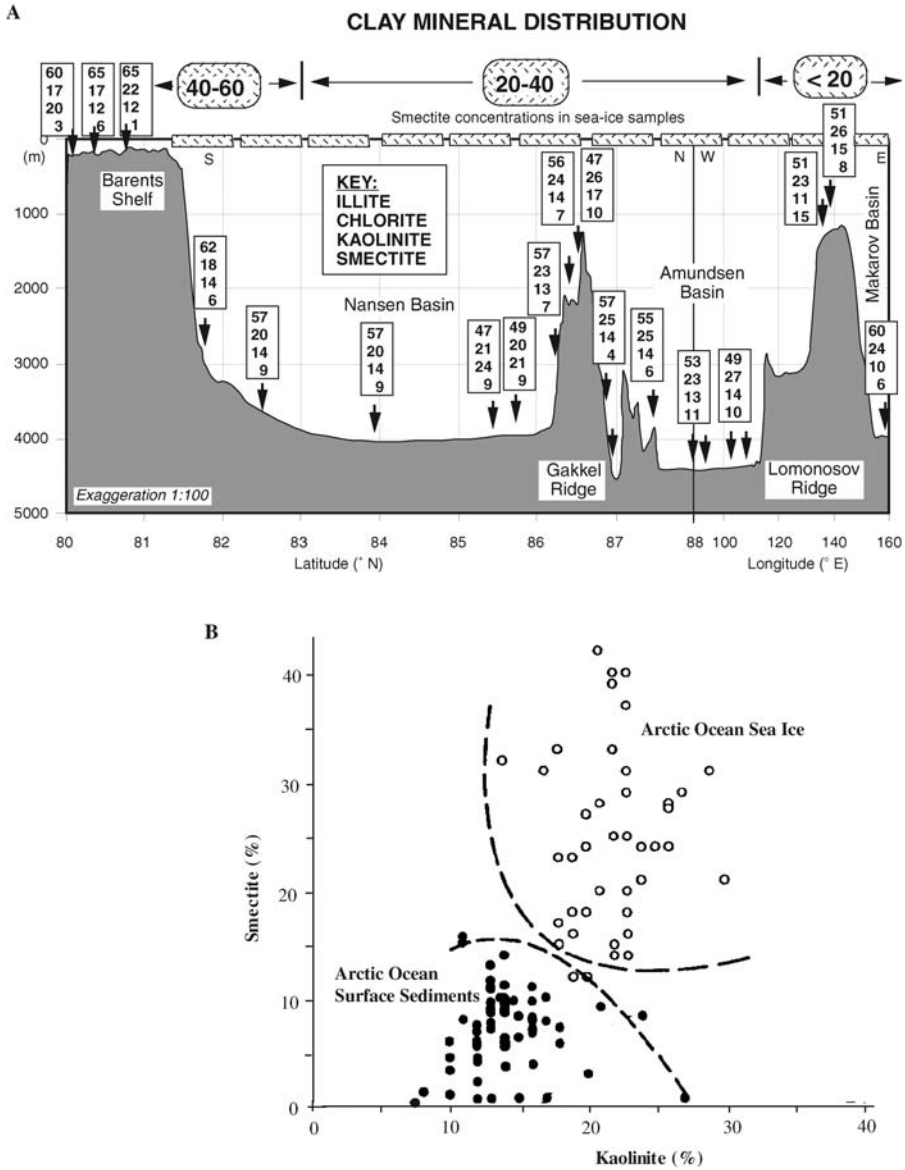 A
CLAY MINERAL DISTRIBUTION
40-60
20-40
< 20
Smectite concentrations in sea-ice samples
60
17
20
3
65
17
12
6
65
22
12
1
0
(m)
1000
2000
3000
4000
5000
S
N
W
E
Barents
Shelf
KEY:
ILLITE
CHLORITE
KAOLINITE
SMECTITE
62
18
14
6
57
20
14
9
Nansen Basin
57
20
14
9
47
21
24
9
49
20
21
9
57
23
13
7
56
24
14
7
47
26
17
10
57
25
14
4
55
25
14
6
Amundsen
Basin
53
23
13
11
49
27
14
10
51
23
11
15
51
26
15
8
Makarov Basin
60
24
10
6
Gakkel
Ridge
Lomonosov
Ridge
Exaggeration 1:100
80 81 82 83 84 85 86 87 88 100 120 140 160
Latitude (° N)
Longitude (° E)
B
40
30
20
10
0
Smectite (%)
Arctic Ocean Sea Ice
Arctic Ocean
Surface Sediments
0 10 20 30 40
Kaolinite (%)